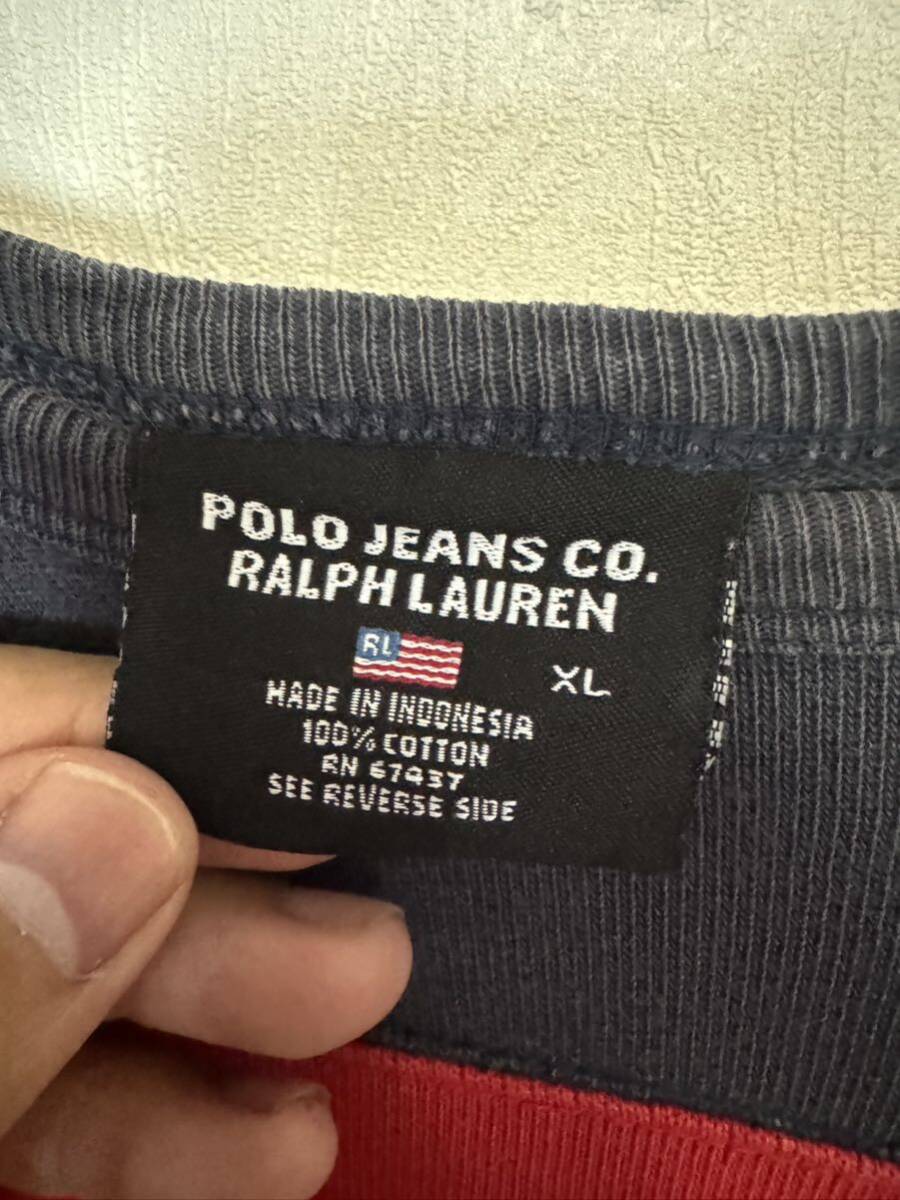 POLO JEANS CO.
RALPH LAUREN
RL
XL
MADE IN INDONESIA
100% COTTON
RN 67937
SEE REVERSE SIDE